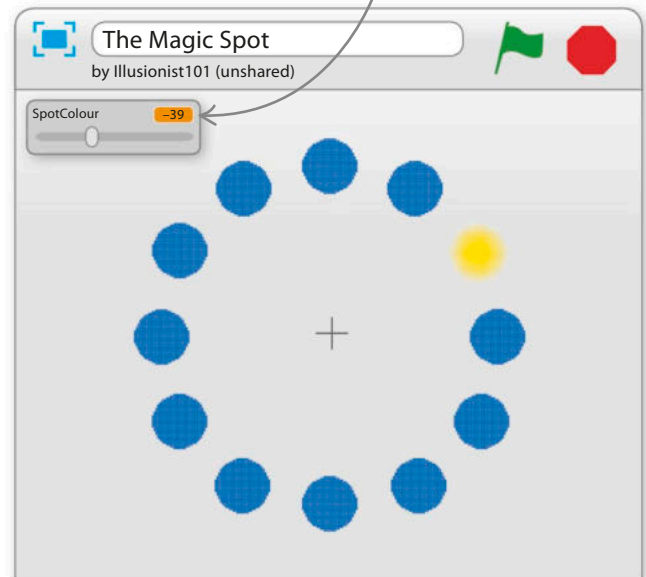 The Magic Spot
by Illusionist101 (unshared)
SpotColour –39